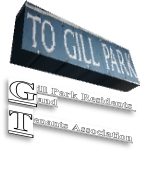 TO GILL PARK
Gill Park Residents
and
Tenants Association